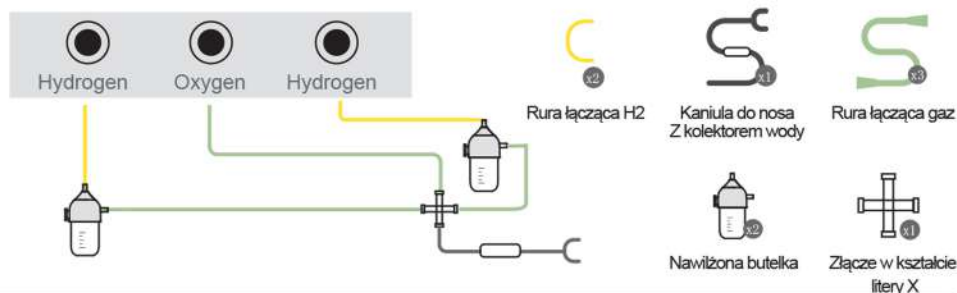 Hydrogen Oxygen Hydrogen
x2
x1
x3
Rura łącząca H2
Kaniula do nosa
Z kolektorem wody
Rura łącząca gaz
x2
x1
Nawilżona butelka
Złącze w kształcie
litery X